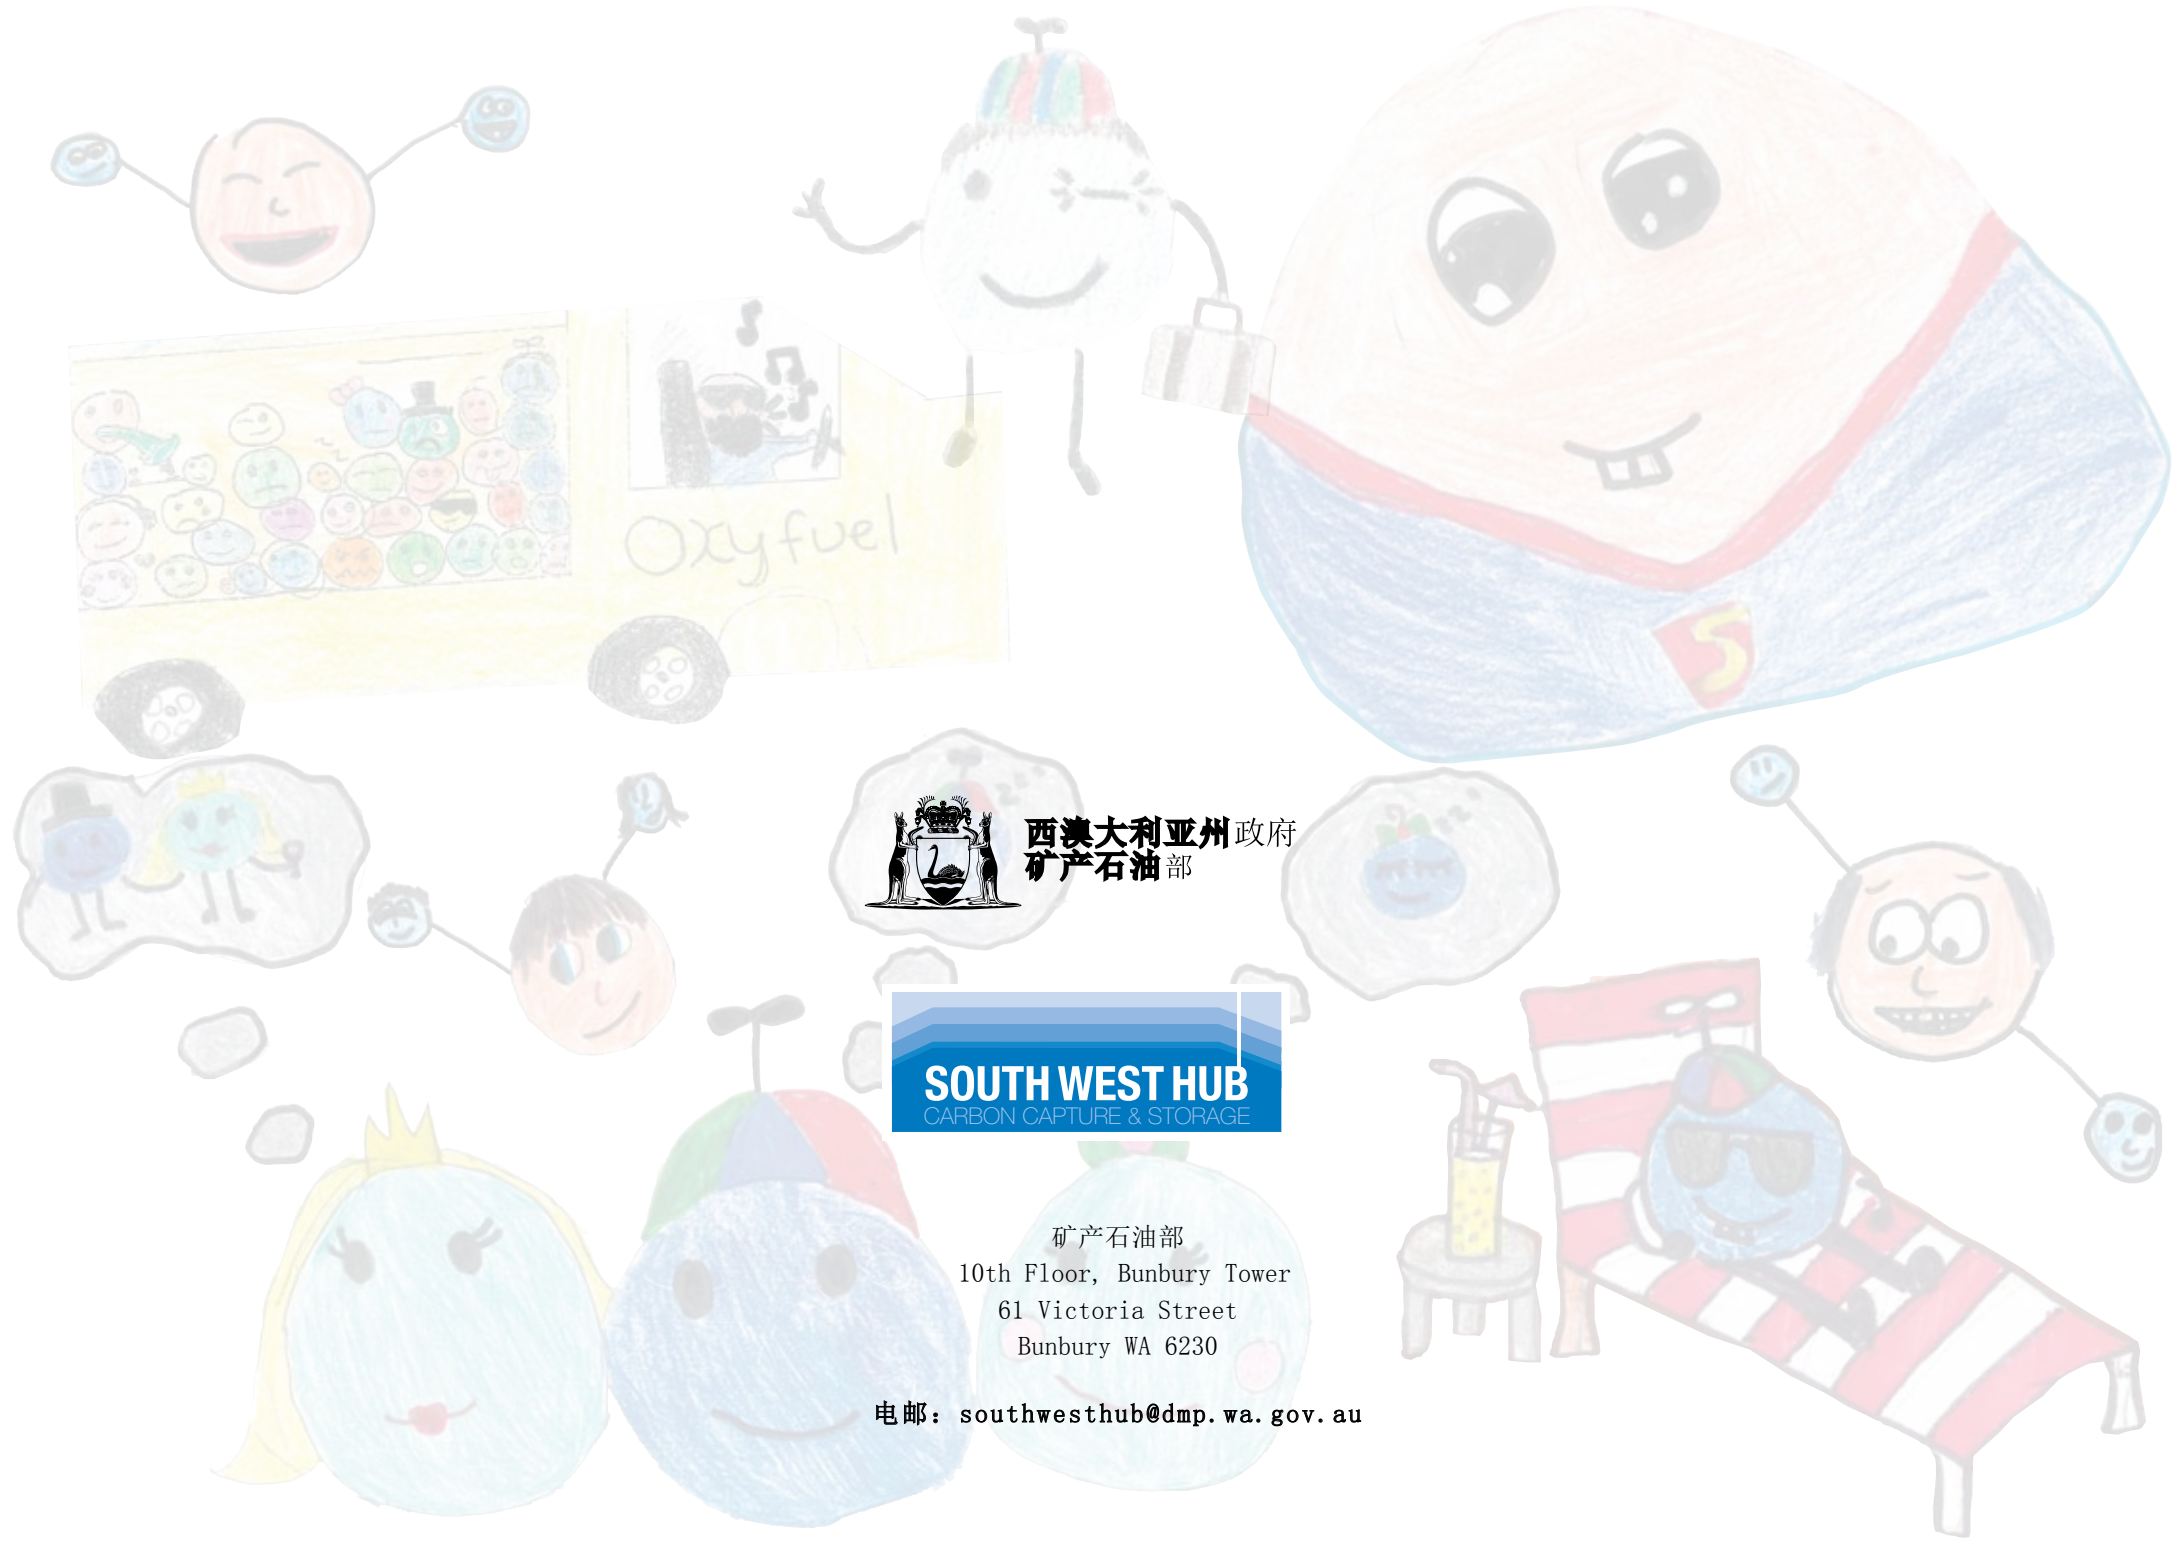 Oxyfuel
S
西澳大利亚州政府
矿产石油部
SOUTH WEST HUB
CARBON CAPTURE & STORAGE
矿产石油部
10th Floor, Bunbury Tower
61 Victoria Street
Bunbury WA 6230
电邮：southwesthub@dmp.wa.gov.au